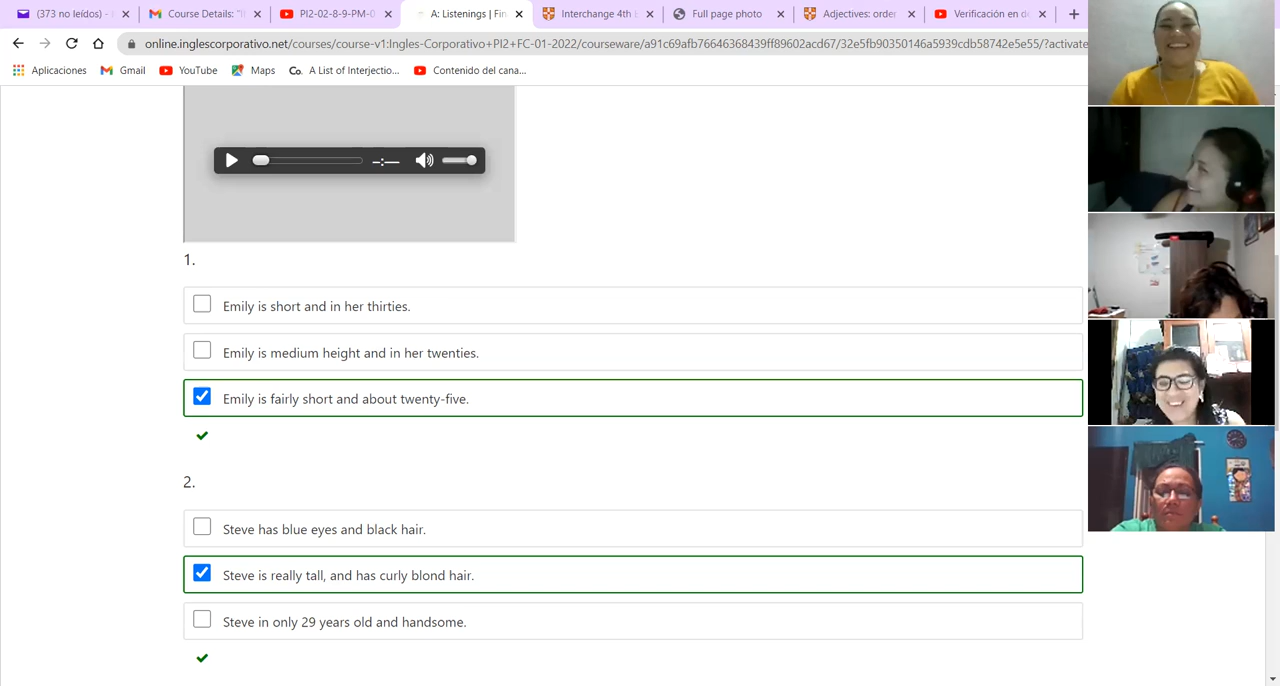 (373 no leídos) -
Course Details: "I
PI2-02-8-9-PM-0
A: Listenings | Fin
Interchange 4th E
Full page photo
Adjectives: order
Verificación en d
online.inglescorporativo.net/courses/course-v1:Ingles-Corporativo+PI2+FC-01-2022/courseware/a91c69afb76646368439ff89602acd67/32e5fb90350146a5939cdb58742e5e55/?activate
Aplicaciones
Gmail
YouTube
Maps
Co. A List of Interjectio...
Contenido del cana...
--:--
1.
Emily is short and in her thirties.
Emily is medium height and in her twenties.
Emily is fairly short and about twenty-five.
2.
Steve has blue eyes and black hair.
Steve is really tall, and has curly blond hair.
Steve in only 29 years old and handsome.